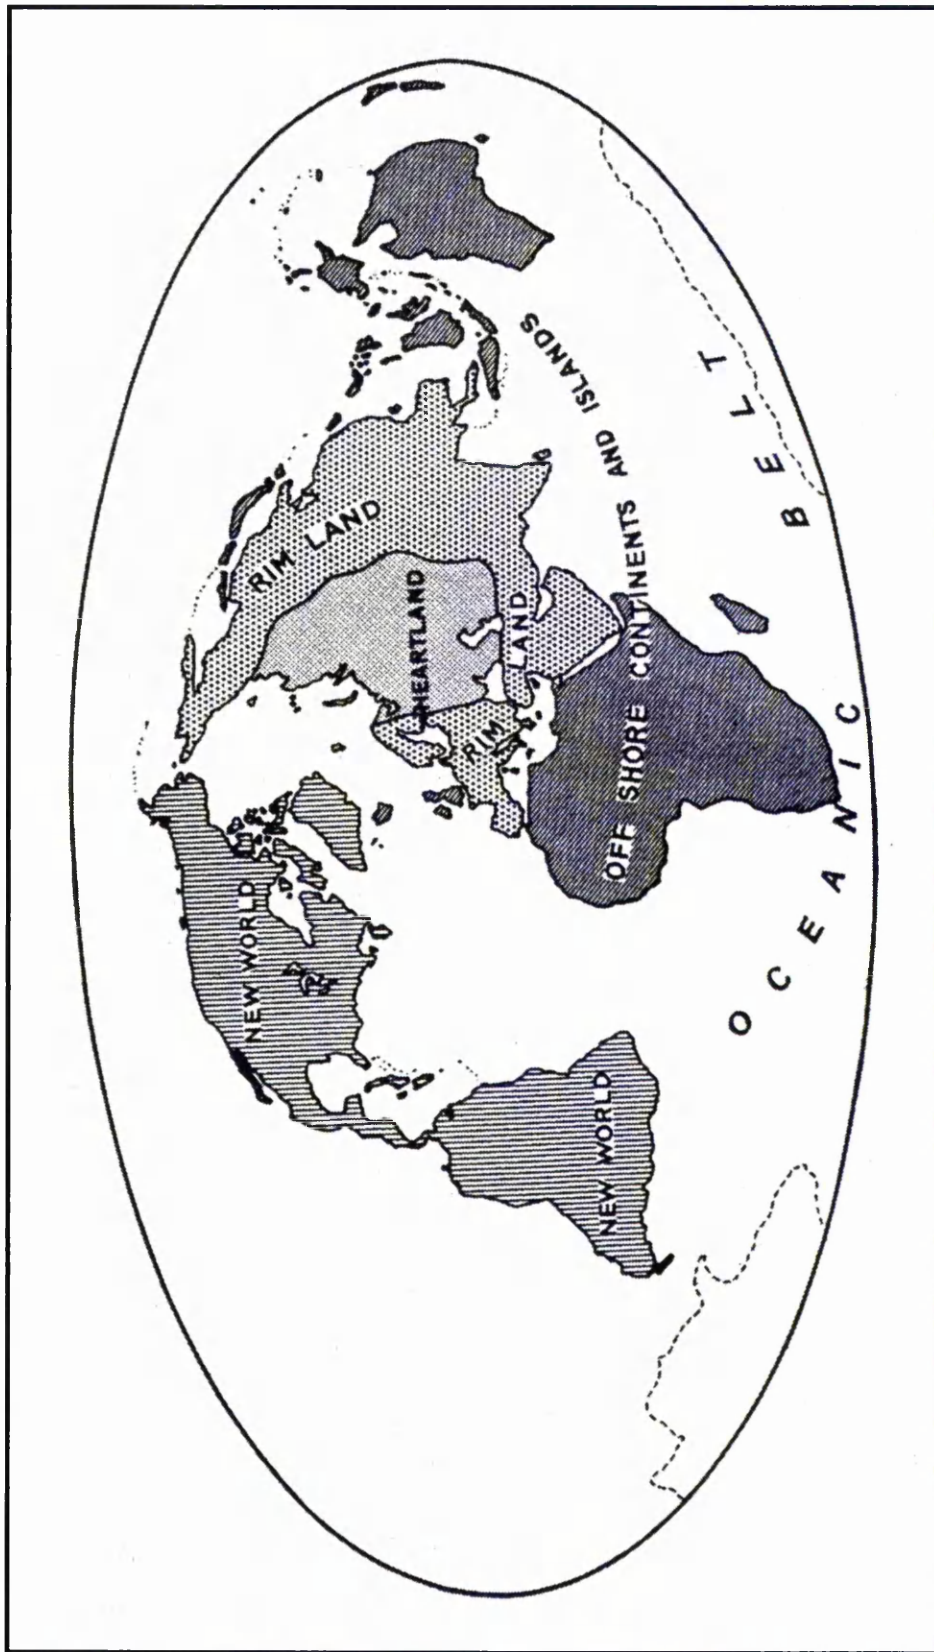 NEW WORLD
RIM LAND
HEARTLAND
RIM LAND
OFF SHORE CONTINENTS AND ISLANDS
NEW WORLD
OCEANIC BELT